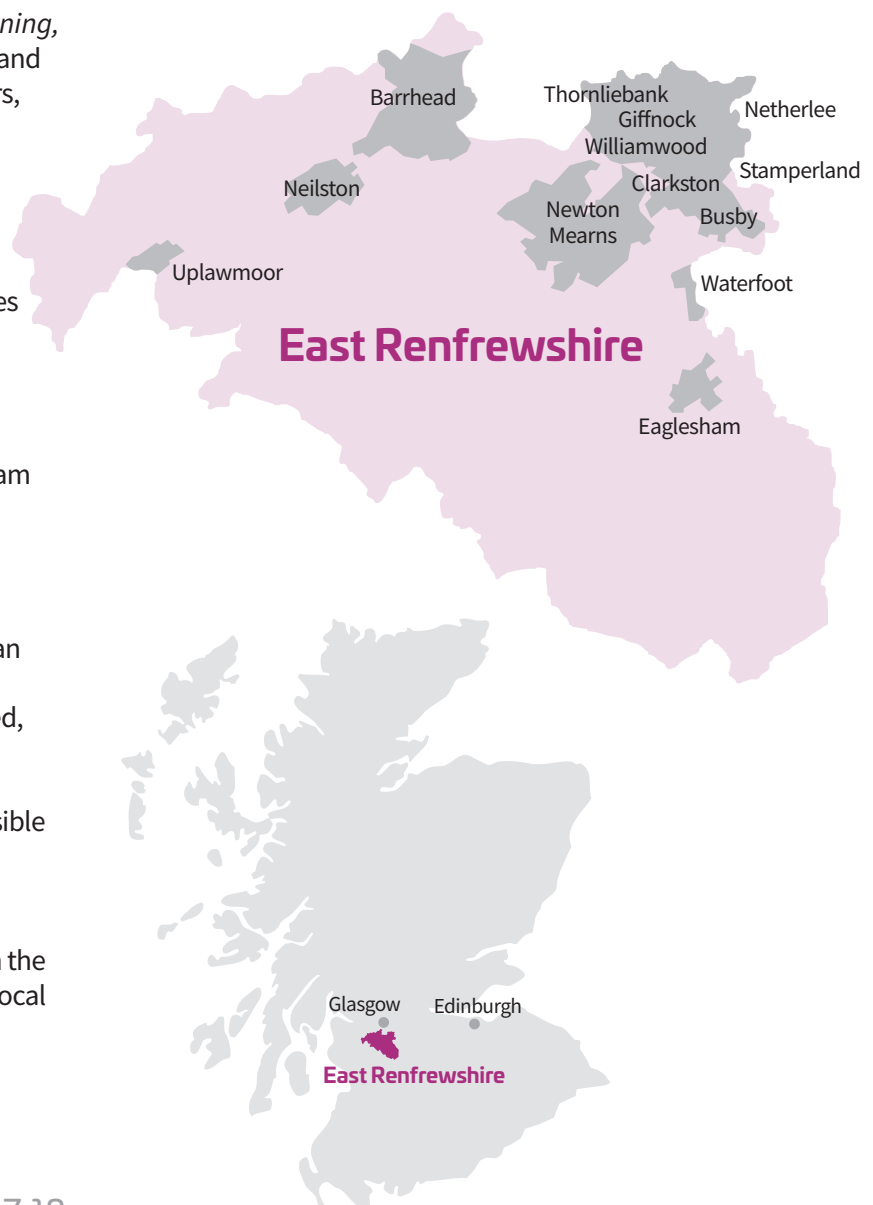 ning,
and
rs,
es
am
an
ed,
sible
n the
ocal
Barrhead
Thornliebank
Giffnock
Netherlee
Williamwood
Stamperland
Clarkston
Neilston
Newton
Mearns
Busby
Uplawmoor
Waterfoot
East Renfrewshire
Eaglesham
Glasgow
Edinburgh
East Renfrewshire